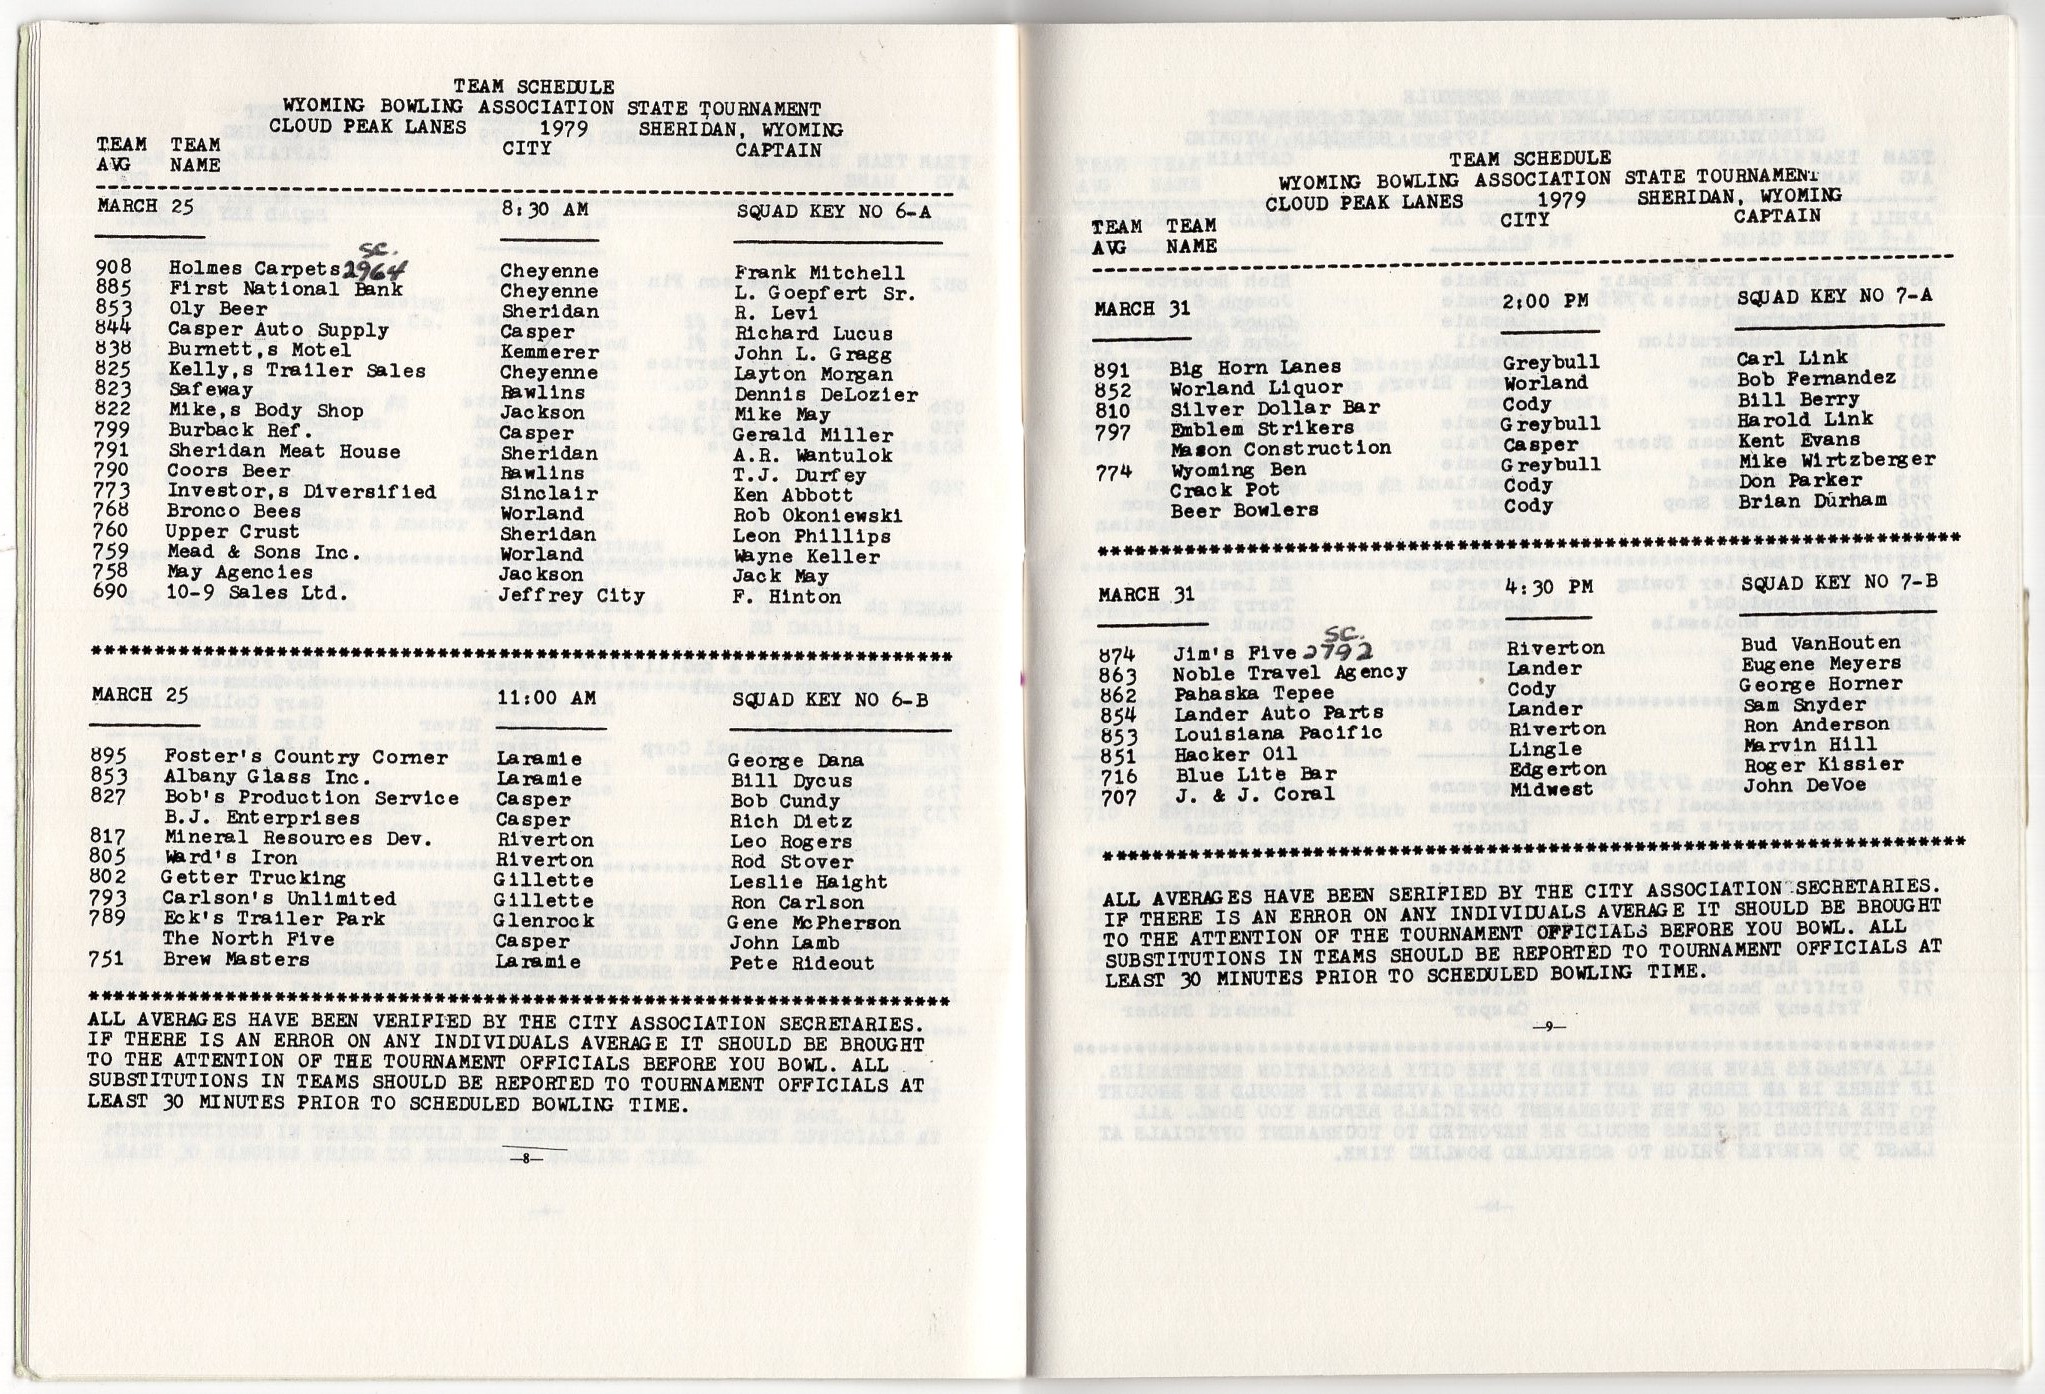 TEAM SCHEDULE
WYOMING BOWLING ASSOCIATION STATE TOURNAMENT
CLOUD PEAK LANES 1979 SHERIDAN, WYOMING
TEAM TEAM CITY CAPTAIN
AVG NAME
MARCH 25 8:30 AM SQUAD KEY NO 6-A
SC.
908 Holmes Carpets 2964 Cheyenne Frank Mitchell
885 First National Bank Cheyenne L. Goepfert Sr.
853 Oly Beer Sheridan R. Levi
844 Casper Auto Supply Casper Richard Lucus
838 Burnett,s Motel Kemmerer John L. Gragg
825 Kelly,s Trailer Sales Cheyenne Layton Morgan
823 Safeway Rawlins Dennis DeLozier
822 Mike,s Body Shop Jackson Mike May
799 Burback Ref. Casper Gerald Miller
791 Sheridan Meat House Sheridan A.R. Wantulok
790 Coors Beer Rawlins T.J. Durfey
773 Investor,s Diversified Sinclair Ken Abbott
768 Bronco Bees Worland Rob Okoniewski
760 Upper Crust Sheridan Leon Phillips
759 Mead & Sons Inc. Worland Wayne Keller
758 May Agencies Jackson Jack May
690 10-9 Sales Ltd. Jeffrey City F. Hinton
*****************************************************************************
MARCH 25 11:00 AM SQUAD KEY NO 6-B
895 Foster's Country Corner Laramie George Dana
853 Albany Glass Inc. Laramie Bill Dycus
827 Bob's Production Service Casper Bob Cundy
B.J. Enterprises Casper Rich Dietz
817 Mineral Resources Dev. Riverton Leo Rogers
805 Ward's Iron Riverton Rod Stover
802 Getter Trucking Gillette Leslie Haight
793 Carlson's Unlimited Gillette Ron Carlson
789 Eck's Trailer Park Glenrock Gene McPherson
The North Five Casper John Lamb
751 Brew Masters Laramie Pete Rideout
*****************************************************************************
ALL AVERAGES HAVE BEEN VERIFIED BY THE CITY ASSOCIATION SECRETARIES.
IF THERE IS AN ERROR ON ANY INDIVIDUALS AVERAGE IT SHOULD BE BROUGHT
TO THE ATTENTION OF THE TOURNAMENT OFFICIALS BEFORE YOU BOWL. ALL
SUBSTITUTIONS IN TEAMS SHOULD BE REPORTED TO TOURNAMENT OFFICIALS AT
LEAST 30 MINUTES PRIOR TO SCHEDULED BOWLING TIME.
—8—
TEAM SCHEDULE
WYOMING BOWLING ASSOCIATION STATE TOURNAMENT
CLOUD PEAK LANES 1979 SHERIDAN, WYOMING
TEAM TEAM CITY CAPTAIN
AVG NAME
MARCH 31 2:00 PM SQUAD KEY NO 7-A
891 Big Horn Lanes Greybull Carl Link
852 Worland Liquor Worland Bob Fernandez
810 Silver Dollar Bar Cody Bill Berry
797 Emblem Strikers Greybull Harold Link
Mason Construction Casper Kent Evans
774 Wyoming Ben Greybull Mike Wirtzberger
Crack Pot Cody Don Parker
Beer Bowlers Cody Brian Durham
*****************************************************************************
MARCH 31 4:30 PM SQUAD KEY NO 7-B
SC.
874 Jim's Five 2792 Riverton Bud VanHouten
863 Noble Travel Agency Lander Eugene Meyers
862 Pahaska Tepee Cody George Horner
854 Lander Auto Parts Lander Sam Snyder
853 Louisiana Pacific Riverton Ron Anderson
851 Hacker Oil Lingle Marvin Hill
716 Blue Lite Bar Edgerton Roger Kissier
707 J. & J. Coral Midwest John DeVoe
*****************************************************************************
ALL AVERAGES HAVE BEEN SERIFIED BY THE CITY ASSOCIATION SECRETARIES.
IF THERE IS AN ERROR ON ANY INDIVIDUALS AVERAGE IT SHOULD BE BROUGHT
TO THE ATTENTION OF THE TOURNAMENT OFFICIALS BEFORE YOU BOWL. ALL
SUBSTITUTIONS IN TEAMS SHOULD BE REPORTED TO TOURNAMENT OFFICIALS AT
LEAST 30 MINUTES PRIOR TO SCHEDULED BOWLING TIME.
—9—